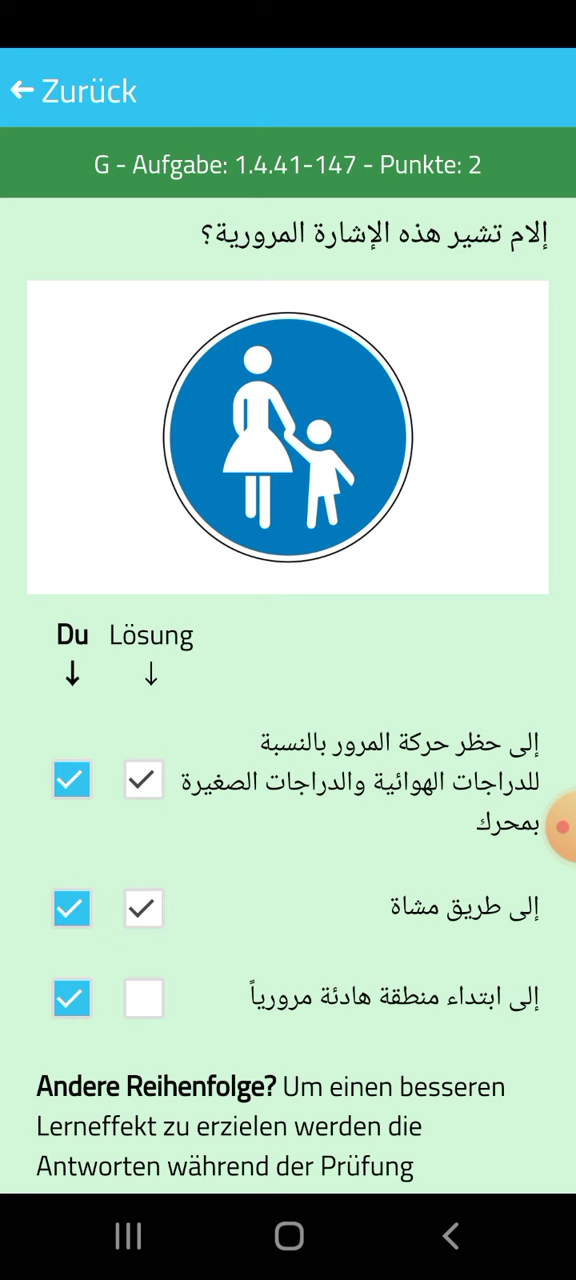 ← Zurück
G - Aufgabe: 1.4.41-147 - Punkte: 2
إلام تشير هذه الإشارة المرورية؟
Du Lösung
↓ ↓
إلى حظر حركة المرور بالنسبة
للدراجات الهوائية والدراجات الصغيرة
بمحرك
إلى طريق مشاة
إلى ابتداء منطقة هادئة مرورياً
Andere Reihenfolge? Um einen besseren
Lerneffekt zu erzielen werden die
Antworten während der Prüfung